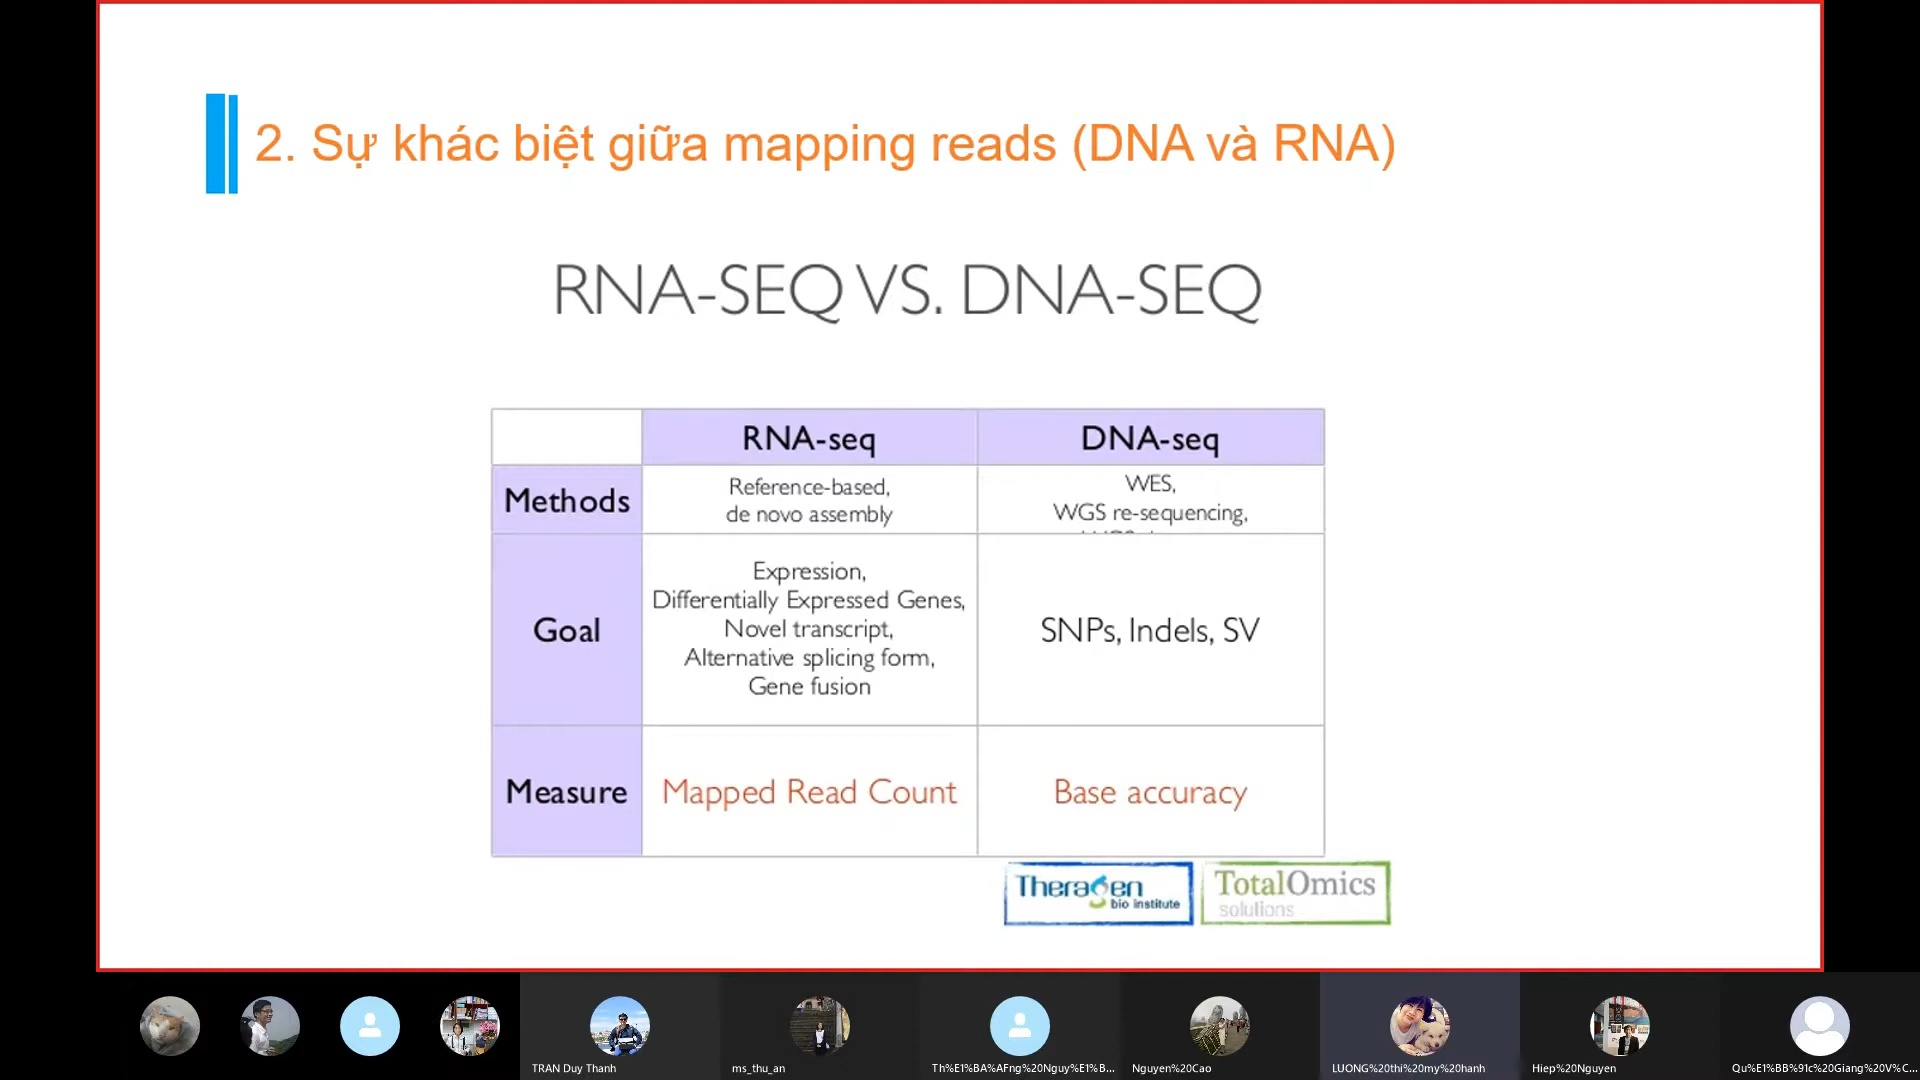 2. Sự khác biệt giữa mapping reads (DNA và RNA)
RNA-SEQ VS. DNA-SEQ
RNA-seq
DNA-seq
Methods
Reference-based,
de novo assembly
WES,
WGS re-sequencing,
Goal
Expression,
Differentially Expressed Genes,
Novel transcript,
Alternative splicing form,
Gene fusion
SNPs, Indels, SV
Measure
Mapped Read Count
Base accuracy
Theragen
bio institute
TotalOmics
solutions
TRAN Duy Thanh
ms_thu_an
Th%E1%BA%AFng%20Nguy%E1%B...
Nguyen%20Cao
LUONG%20thi%20my%20hanh
Hiep%20Nguyen
Qu%E1%BB%91c%20Giang%20V%C...